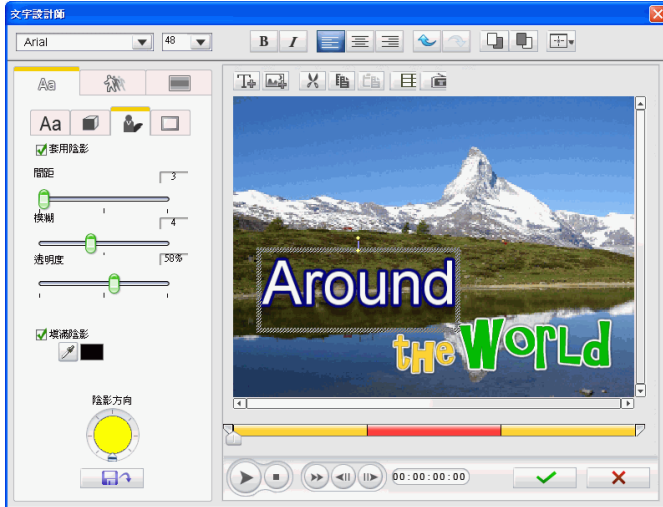 文字設計師
Arial
48
B I
Aa
Aa
套用陰影
間距
3
模糊
4
透明度
58%
填滿陰影
陰影方向
Around
the World
00:00:00:00